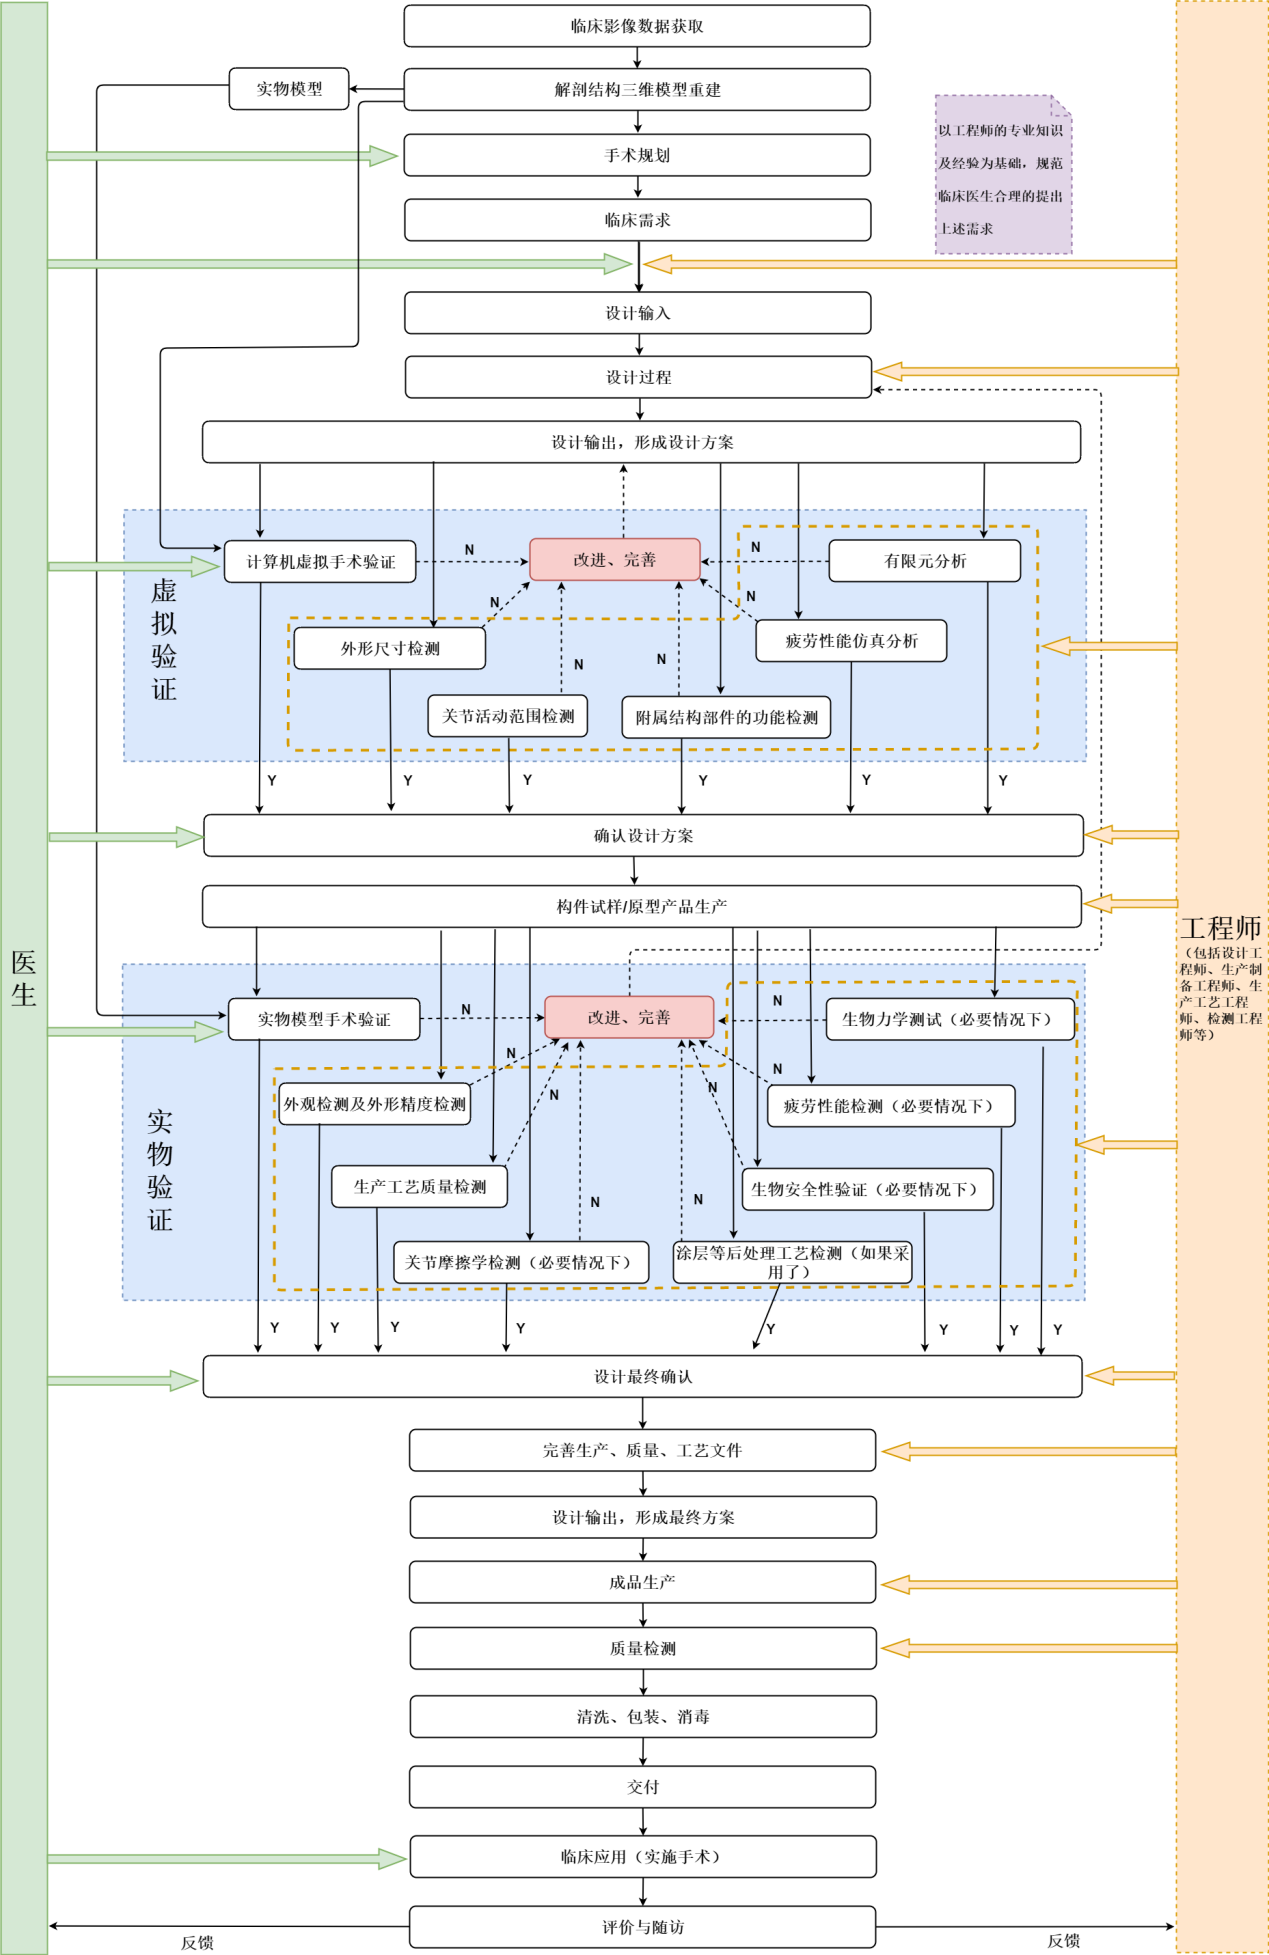 临床影像数据获取
实物模型
解剖结构三维模型重建
以工程师的专业知识
及经验为基础，规范
临床医生合理的提出
上述需求
手术规划
临床需求
设计输入
设计过程
设计输出，形成设计方案
虚
拟
验
证
计算机虚拟手术验证
N
改进、完善
N
有限元分析
N
N
外形尺寸检测
疲劳性能仿真分析
N
N
关节活动范围检测
附属结构部件的功能检测
Y
Y
Y
Y
Y
Y
确认设计方案
构件试样/原型产品生产
医
生
工程师
（包括设计工
程师、生产制
备工程师、生
产工艺工程
师、检测工程
师等）
实
物
验
证
实物模型手术验证
N
改进、完善
N
生物力学测试（必要情况下）
N
N
外观检测及外形精度检测
N
N
疲劳性能检测（必要情况下）
生产工艺质量检测
N
N
生物安全性验证（必要情况下）
关节摩擦学检测（必要情况下）
涂层等后处理工艺检测（如果采
用了）
Y
Y
Y
Y
Y
Y
Y
Y
设计最终确认
完善生产、质量、工艺文件
设计输出，形成最终方案
成品生产
质量检测
清洗、包装、消毒
交付
临床应用（实施手术）
评价与随访
反馈
反馈